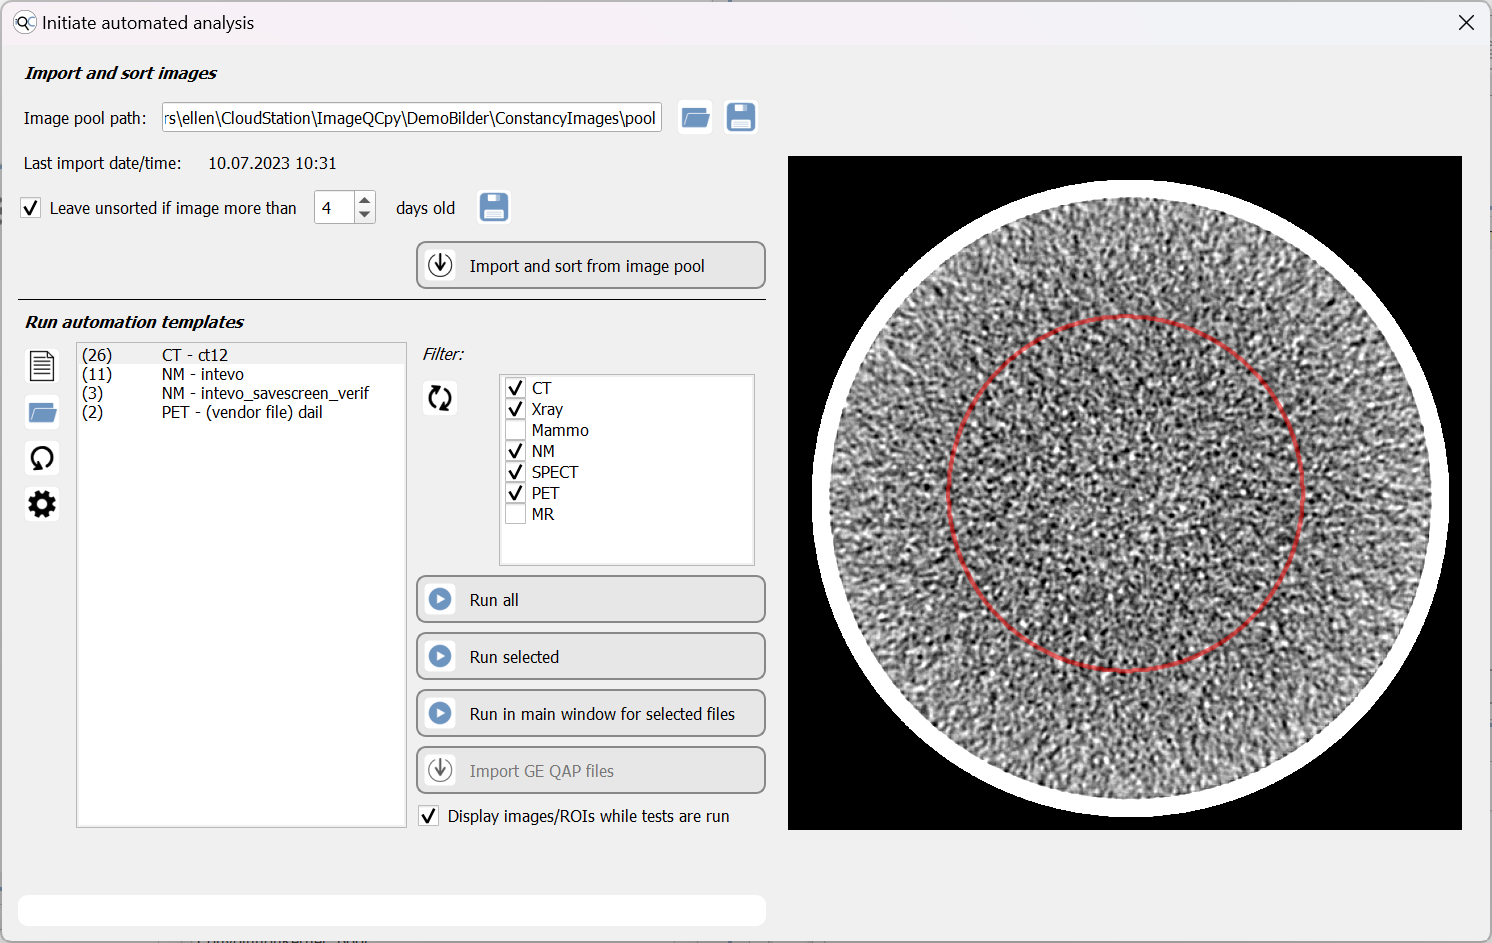 Initiate automated analysis
Import and sort images
Image pool path: rs\ellen\CloudStation\ImageQCpy\DemoBilder\ConstancyImages\pool
Last import date/time: 10.07.2023 10:31
Leave unsorted if image more than 4 days old
Import and sort from image pool
Run automation templates
(26) CT - ct12
(11) NM - intevo
(3) NM - intevo_savescreen_verif
(2) PET - (vendor file) dail
Filter:
CT
Xray
Mammo
NM
SPECT
PET
MR
Run all
Run selected
Run in main window for selected files
Import GE QAP files
Display images/ROIs while tests are run